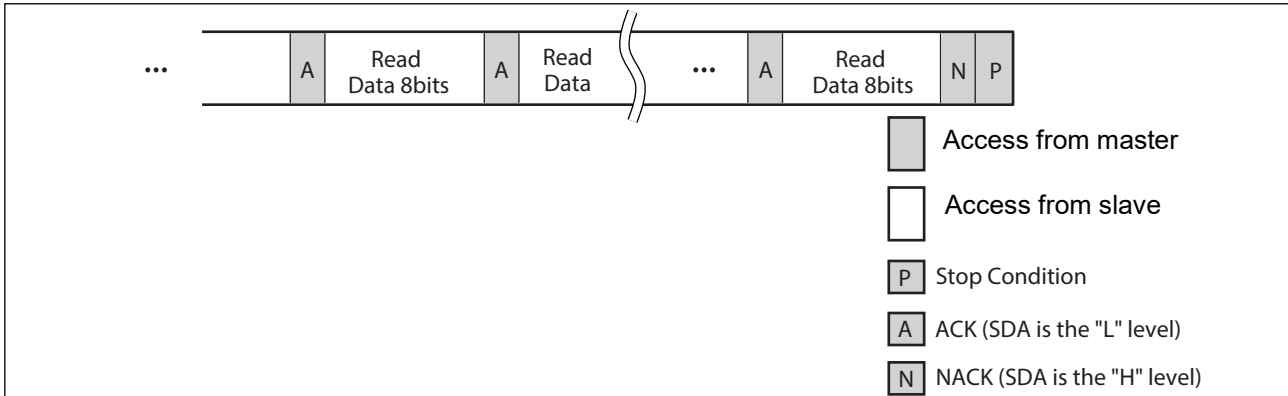 ... A Read Data 8bits A Read Data ... A Read Data 8bits N P
Access from master
Access from slave
P Stop Condition
A ACK (SDA is the "L" level)
N NACK (SDA is the "H" level)